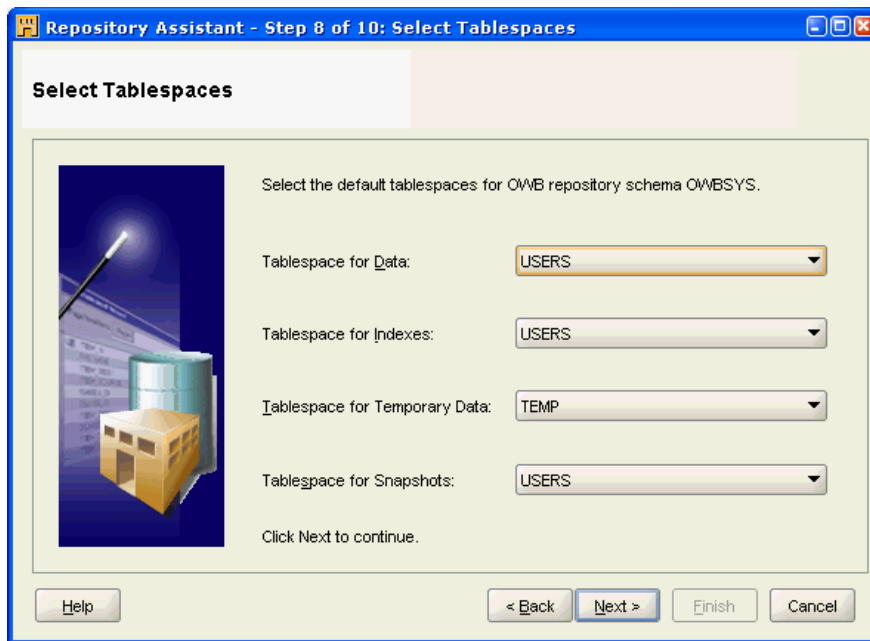 Repository Assistant - Step 8 of 10: Select Tablespaces
Select Tablespaces
Select the default tablespaces for OWB repository schema OWBSYS.
Tablespace for Data: USERS
Tablespace for Indexes: USERS
Tablespace for Temporary Data: TEMP
Tablespace for Snapshots: USERS
Click Next to continue.
Help < Back Next > Finish Cancel